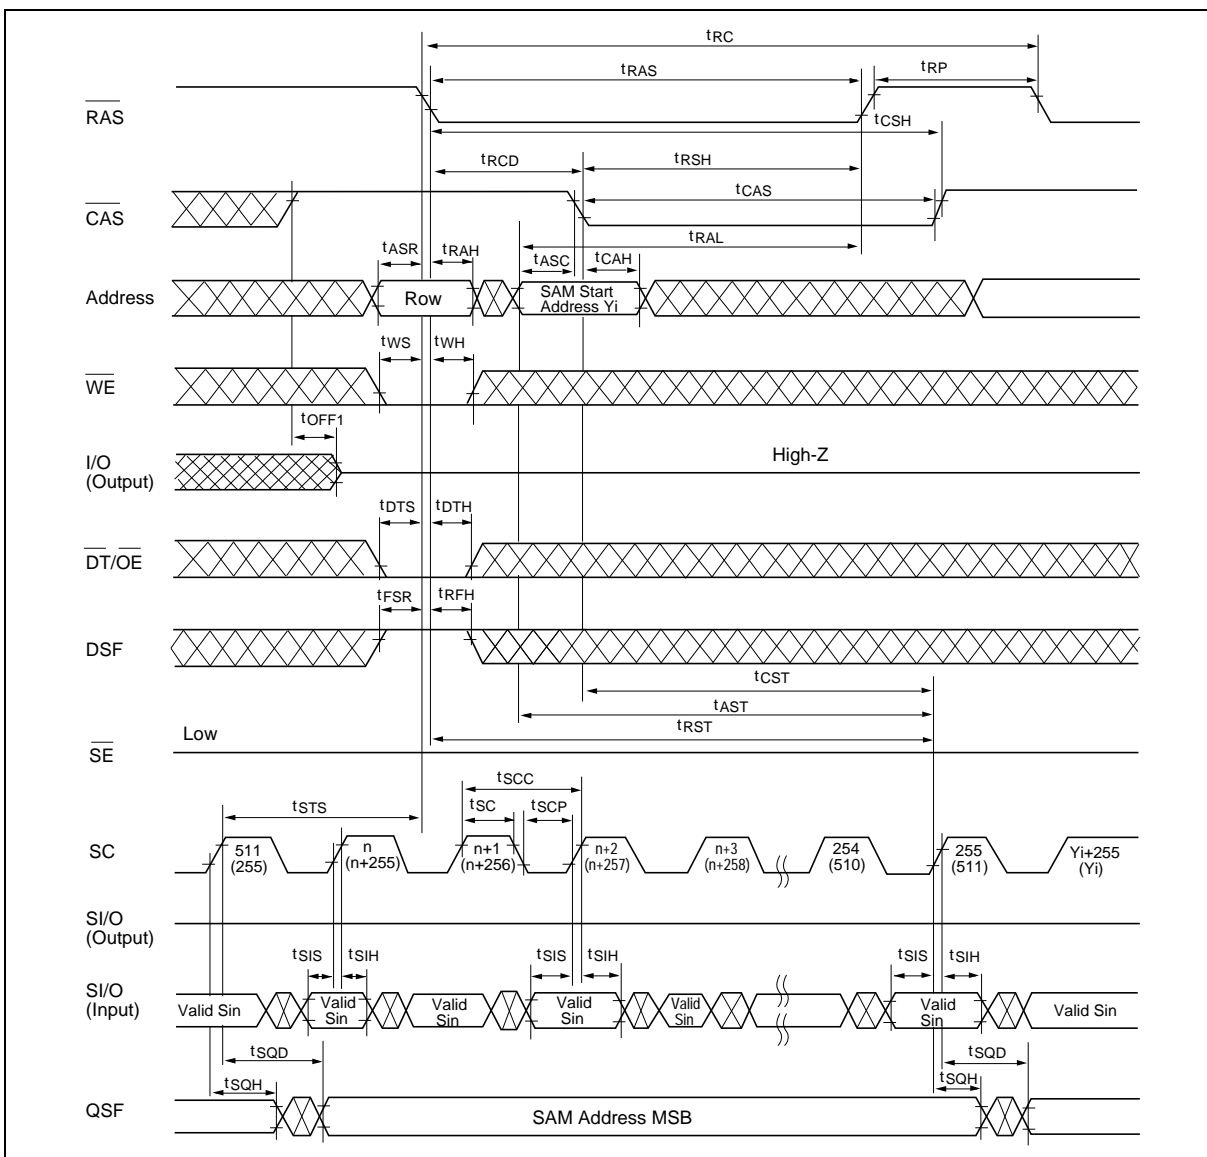 tRC
tRAS
tRP
RAS
tCSH
tRCD
tRSH
tCAS
CAS
tRAL
tASR
tRAH
tASC
tCAH
Address
Row
SAM Start
Address Yi
tWS
tWH
WE
tOFF1
I/O
(Output)
High-Z
tDTS
tDTH
DT/OE
tFSR
tRFH
DSF
tCST
tAST
tRST
Low
SE
tSCC
tSTS
tSC
tSCP
SC
511
(255)
n
(n+255)
n+1
(n+256)
n+2
(n+257)
n+3
(n+258)
254
(510)
255
(511)
Yi+255
(Yi)
SI/O
(Output)
tSIS
tSIH
tSIS
tSIH
tSIS
tSIH
SI/O
(Input)
Valid Sin
Valid
Sin
Valid
Sin
Valid
Sin
Valid
Sin
Valid
Sin
Valid Sin
tSQD
tSQD
tSQH
tSQH
QSF
SAM Address MSB